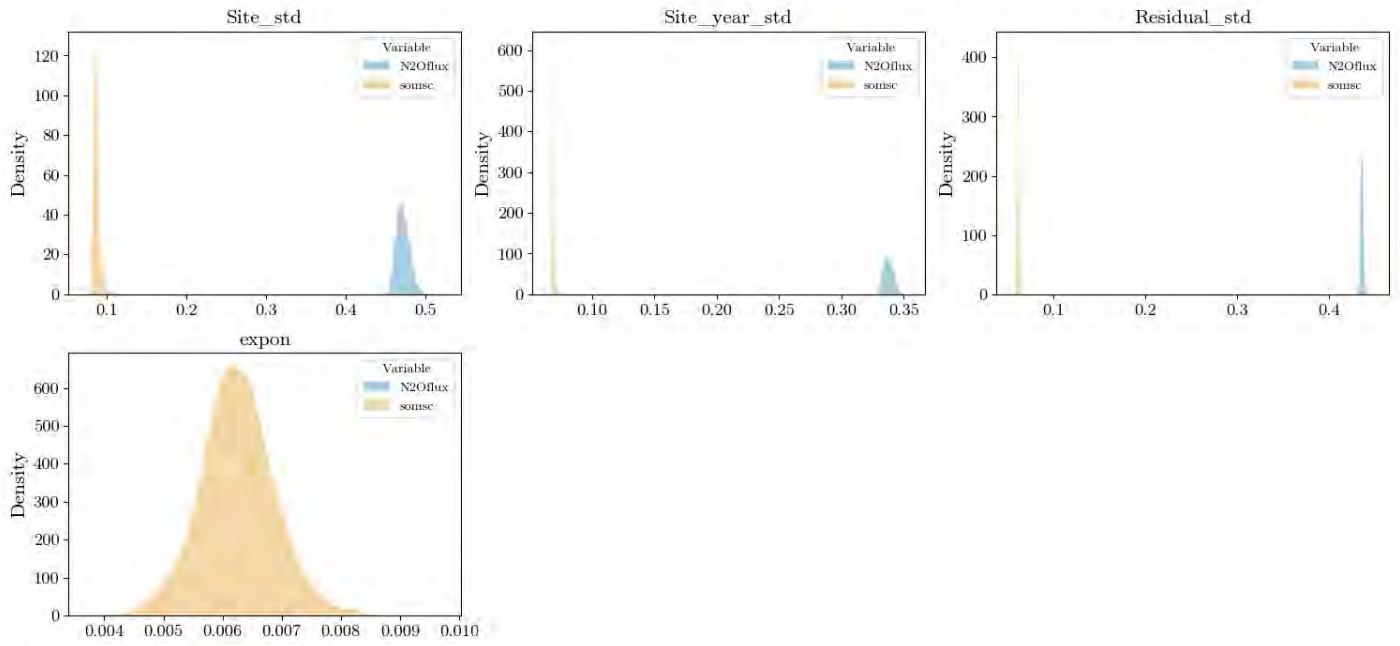 Site_std
Density
120
100
80
60
40
20
0
0.1 0.2 0.3 0.4 0.5
Variable
N2Oflux
somsc
Site_year_std
Density
600
500
400
300
200
100
0
0.10 0.15 0.20 0.25 0.30 0.35
Variable
N2Oflux
somsc
Residual_std
Density
400
300
200
100
0
0.1 0.2 0.3 0.4
Variable
N2Oflux
somsc
expon
Density
600
500
400
300
200
100
0
0.004 0.005 0.006 0.007 0.008 0.009 0.010
Variable
N2Oflux
somsc